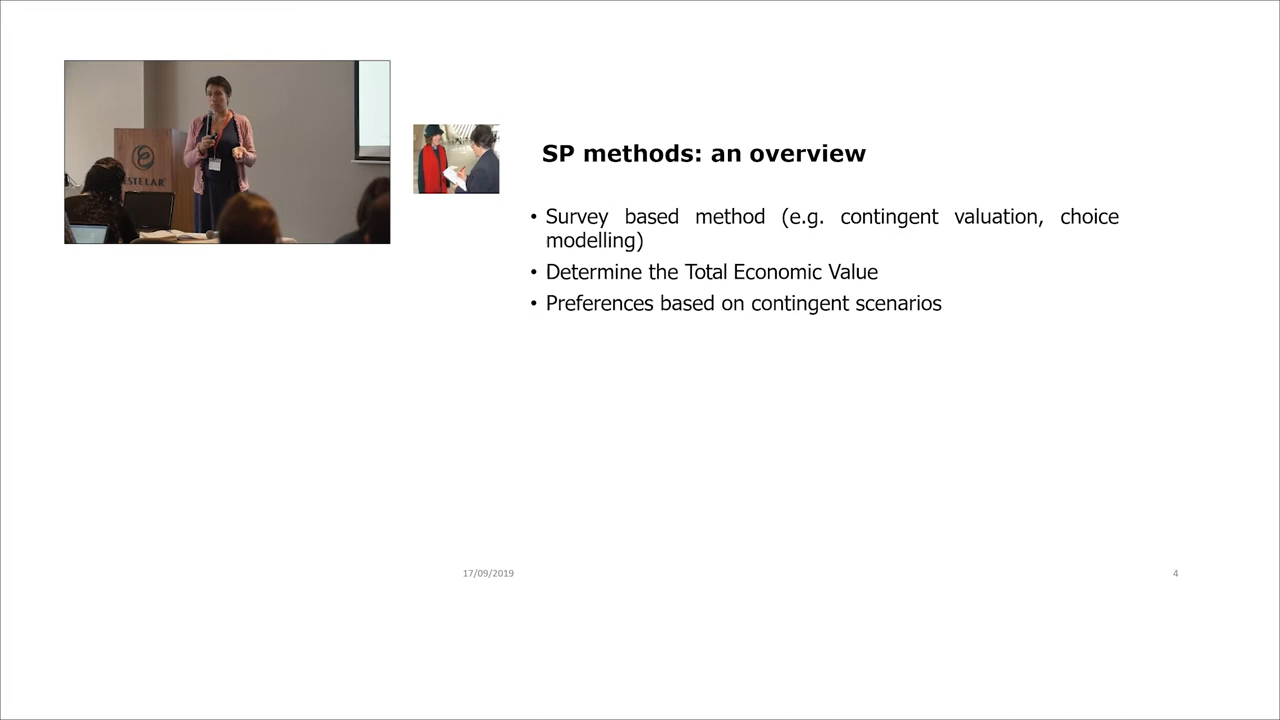 ESTELAR
SP methods: an overview
• Survey based method (e.g. contingent valuation, choice
modelling)
• Determine the Total Economic Value
• Preferences based on contingent scenarios
17/09/2019
4